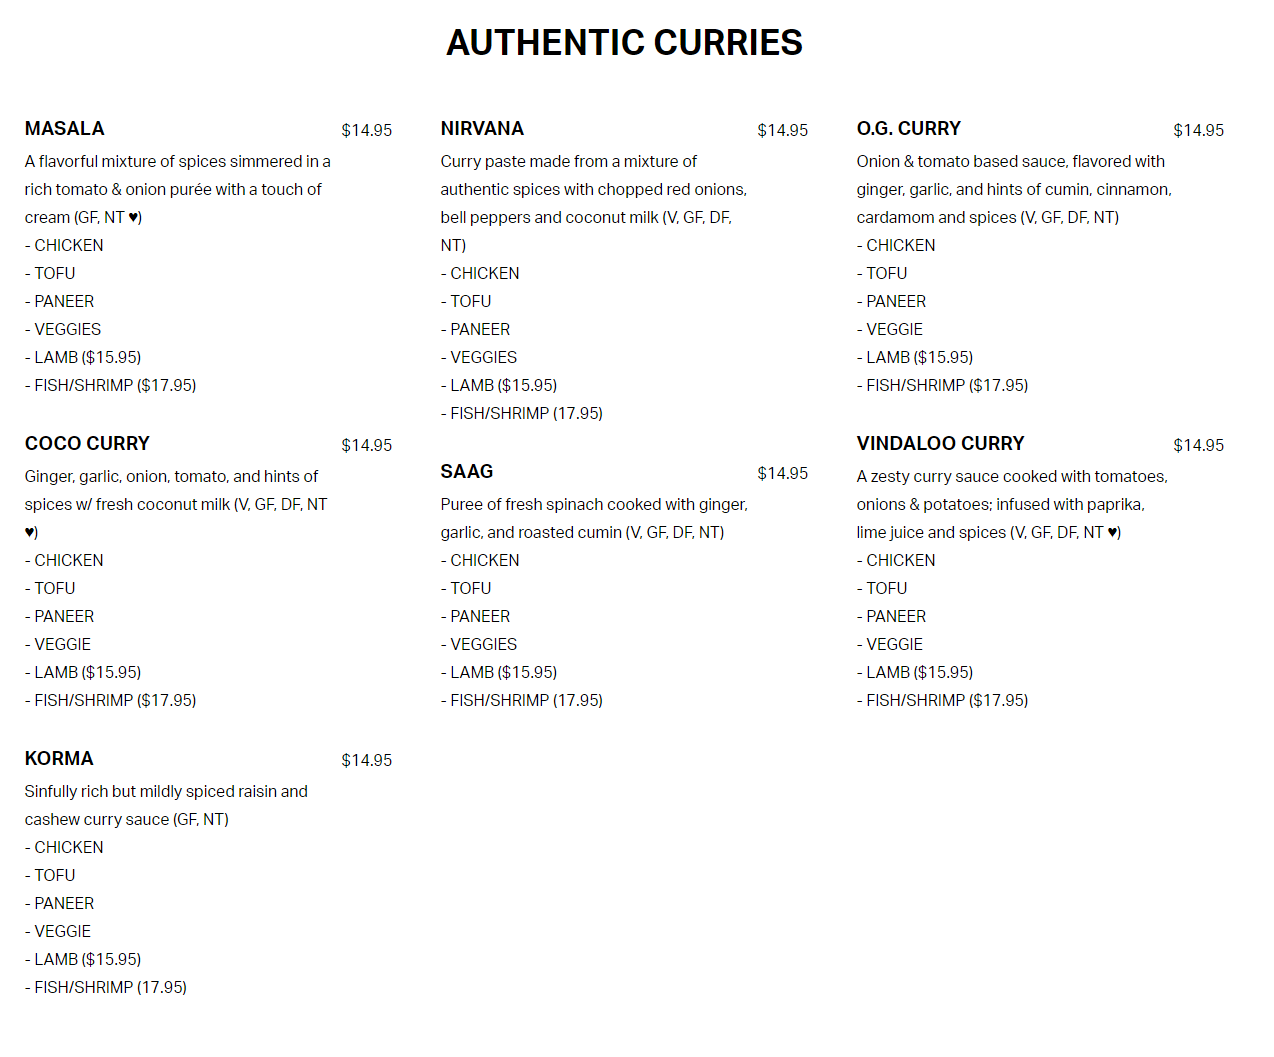 AUTHENTIC CURRIES
MASALA
$14.95
A flavorful mixture of spices simmered in a
rich tomato & onion purée with a touch of
cream (GF, NT ♥)
- CHICKEN
- TOFU
- PANEER
- VEGGIES
- LAMB ($15.95)
- FISH/SHRIMP ($17.95)
COCO CURRY
$14.95
Ginger, garlic, onion, tomato, and hints of
spices w/ fresh coconut milk (V, GF, DF, NT
♥)
- CHICKEN
- TOFU
- PANEER
- VEGGIE
- LAMB ($15.95)
- FISH/SHRIMP ($17.95)
KORMA
$14.95
Sinfully rich but mildly spiced raisin and
cashew curry sauce (GF, NT)
- CHICKEN
- TOFU
- PANEER
- VEGGIE
- LAMB ($15.95)
- FISH/SHRIMP (17.95)
NIRVANA
$14.95
Curry paste made from a mixture of
authentic spices with chopped red onions,
bell peppers and coconut milk (V, GF, DF,
NT)
- CHICKEN
- TOFU
- PANEER
- VEGGIES
- LAMB ($15.95)
- FISH/SHRIMP (17.95)
SAAG
$14.95
Puree of fresh spinach cooked with ginger,
garlic, and roasted cumin (V, GF, DF, NT)
- CHICKEN
- TOFU
- PANEER
- VEGGIES
- LAMB ($15.95)
- FISH/SHRIMP (17.95)
O.G. CURRY
$14.95
Onion & tomato based sauce, flavored with
ginger, garlic, and hints of cumin, cinnamon,
cardamom and spices (V, GF, DF, NT)
- CHICKEN
- TOFU
- PANEER
- VEGGIE
- LAMB ($15.95)
- FISH/SHRIMP ($17.95)
VINDALOO CURRY
$14.95
A zesty curry sauce cooked with tomatoes,
onions & potatoes; infused with paprika,
lime juice and spices (V, GF, DF, NT ♥)
- CHICKEN
- TOFU
- PANEER
- VEGGIE
- LAMB ($15.95)
- FISH/SHRIMP ($17.95)